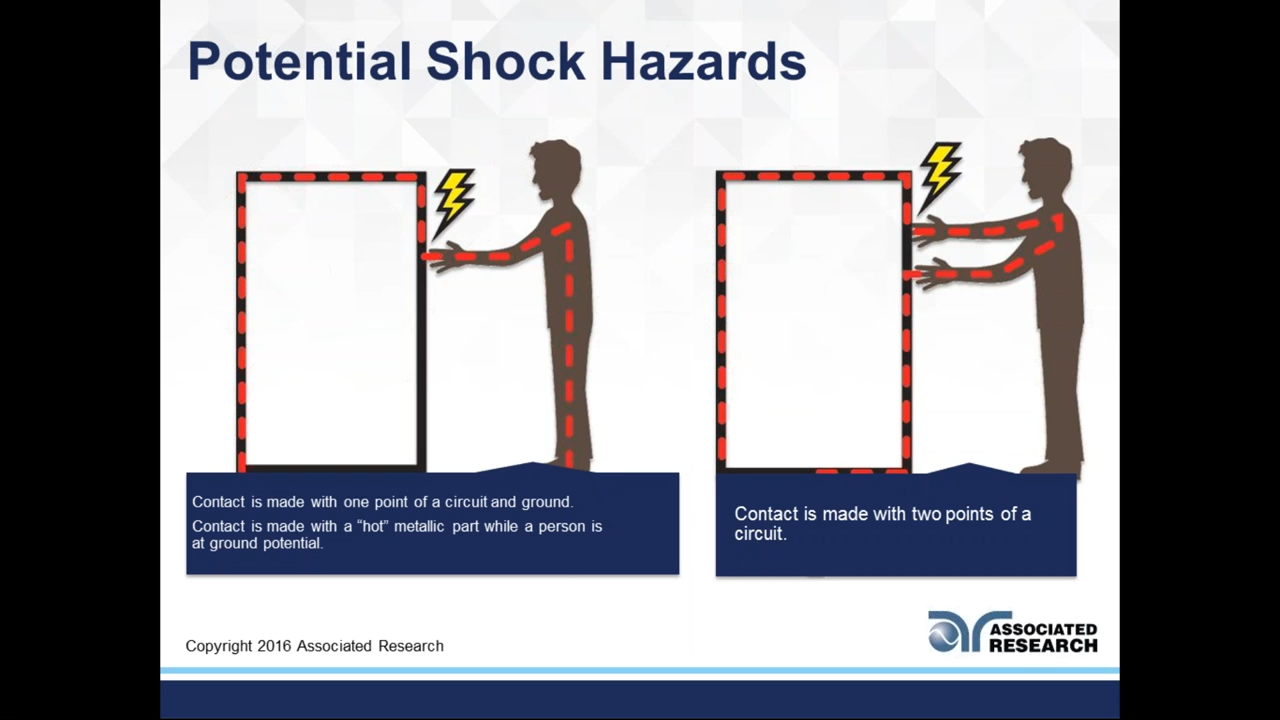 Potential Shock Hazards
Contact is made with one point of a circuit and ground.
Contact is made with a “hot” metallic part while a person is
at ground potential.
Contact is made with two points of a
circuit.
Copyright 2016 Associated Research
ar ASSOCIATED
RESEARCH